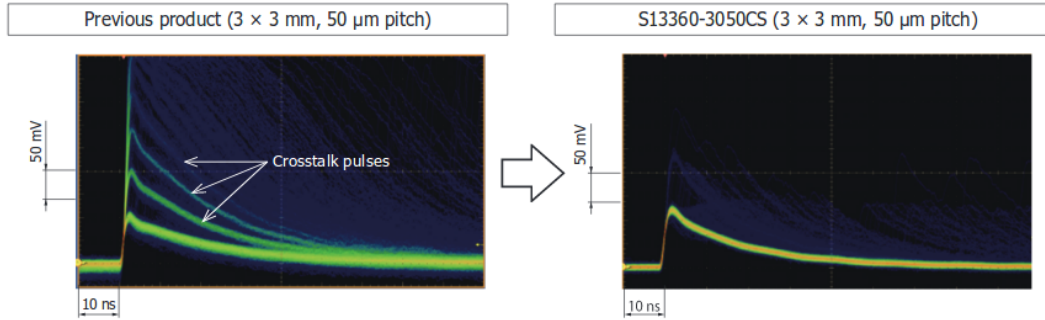 Previous product (3 × 3 mm, 50 μm pitch)
S13360-3050CS (3 × 3 mm, 50 μm pitch)
50 mV
Crosstalk pulses
10 ns
50 mV
10 ns